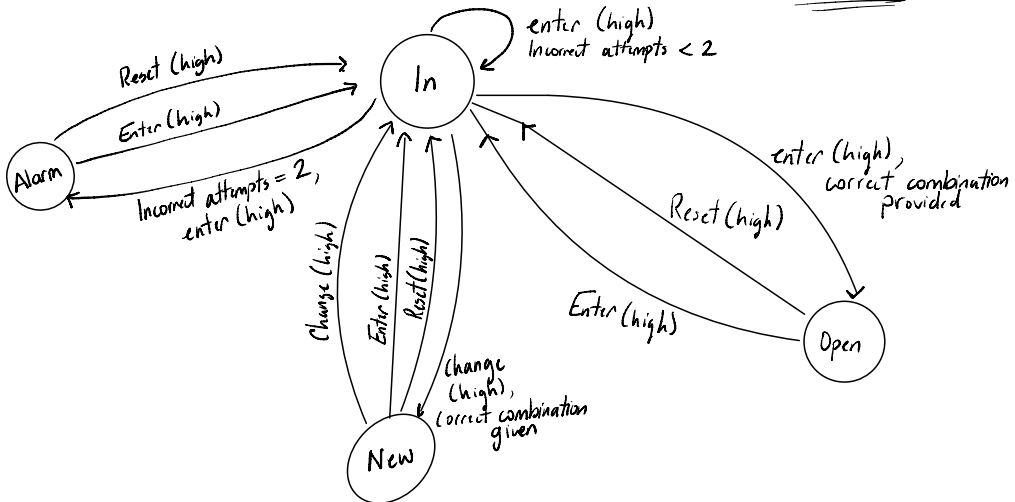 enter (high)
Incorrect attempts < 2
In
Reset (high)
Enter (high)
Alarm
Incorrect attempts = 2,
enter (high)
enter (high),
correct combination
provided
Reset (high)
Enter (high)
Open
Change (high)
Enter (high)
Reset (high)
change
(high),
correct combination
given
New